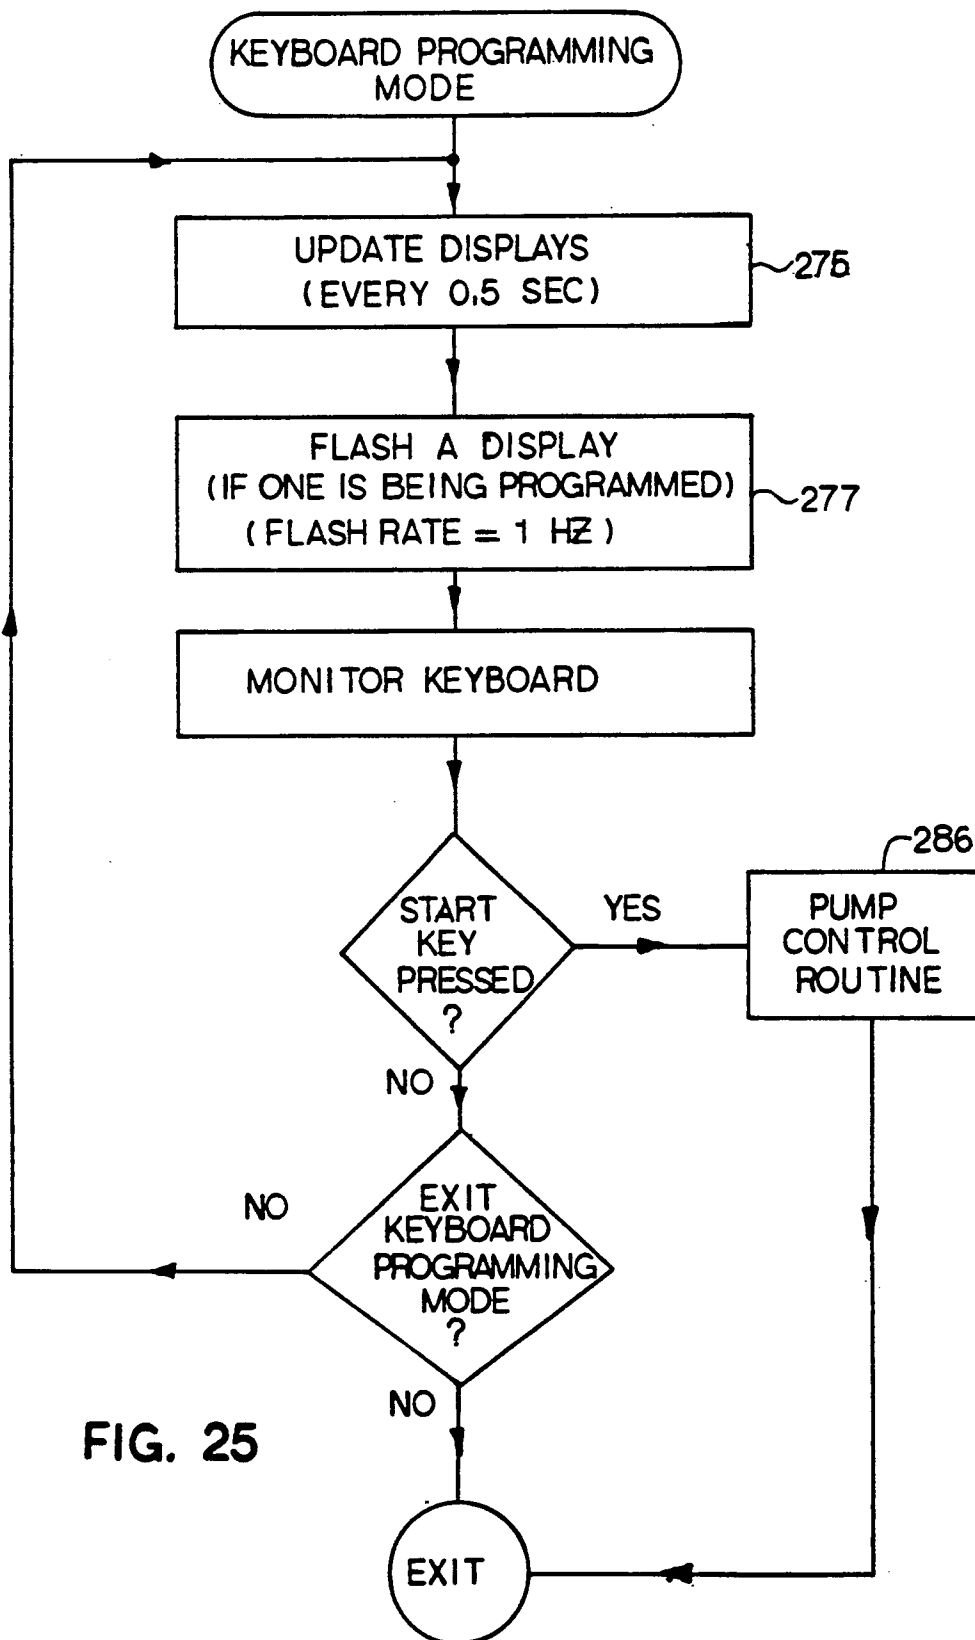 KEYBOARD PROGRAMMING
MODE
UPDATE DISPLAYS
(EVERY 0.5 SEC)
275
FLASH A DISPLAY
(IF ONE IS BEING PROGRAMMED)
(FLASH RATE = 1 HZ)
277
MONITOR KEYBOARD
START
KEY
PRESSED
?
YES
286
PUMP
CONTROL
ROUTINE
NO
EXIT
KEYBOARD
PROGRAMMING
MODE
?
NO
NO
FIG. 25
EXIT